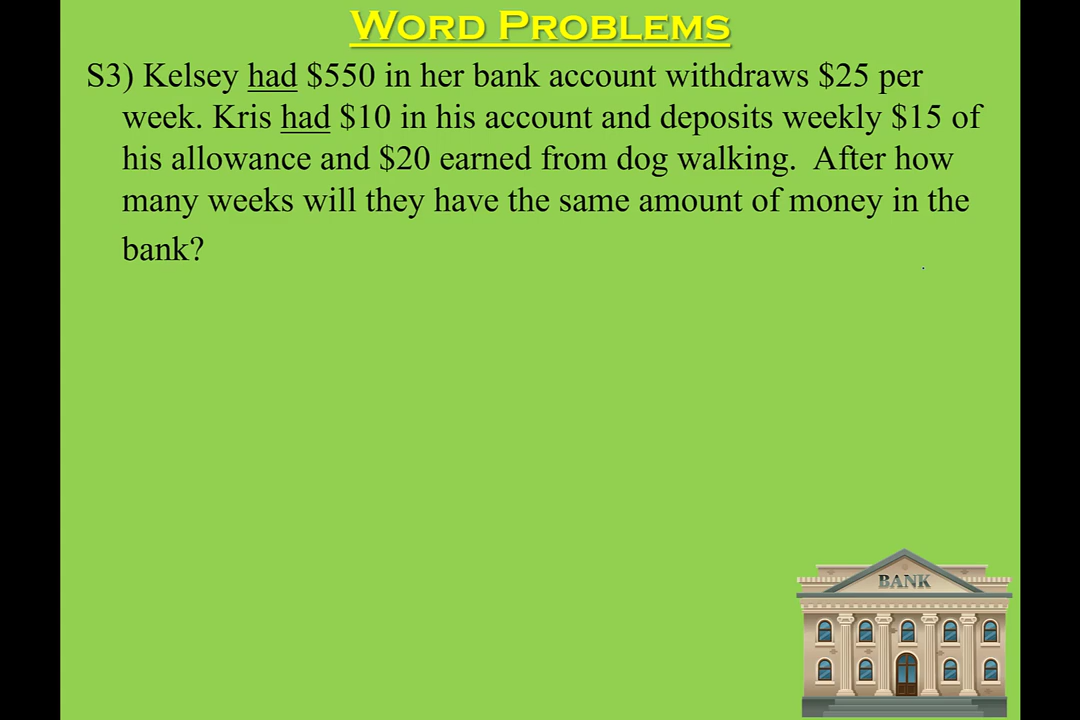 WORD PROBLEMS
S3) Kelsey had $550 in her bank account withdraws $25 per
week. Kris had $10 in his account and deposits weekly $15 of
his allowance and $20 earned from dog walking.  After how
many weeks will they have the same amount of money in the
bank?
BANK